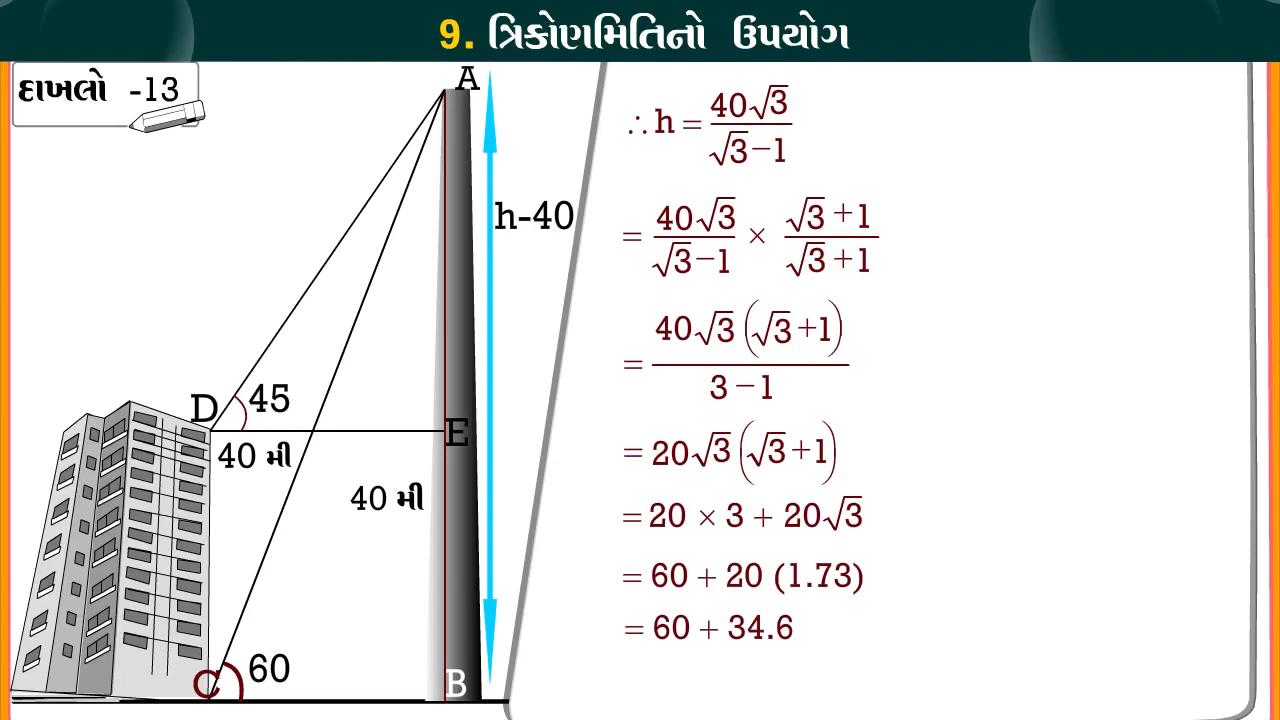 9. ત્રિકોણમિતિનો ઉપયોગ
દાખલો -13
A
h-40
D
45
E
40 મી
40 મી
C
60
B
∴ h = 40√3 / √3−1
= 40√3 / √3−1 × √3+1 / √3+1
= 40√3 (√3+1) / 3−1
= 20√3 (√3+1)
= 20 × 3 + 20√3
= 60 + 20 (1.73)
= 60 + 34.6